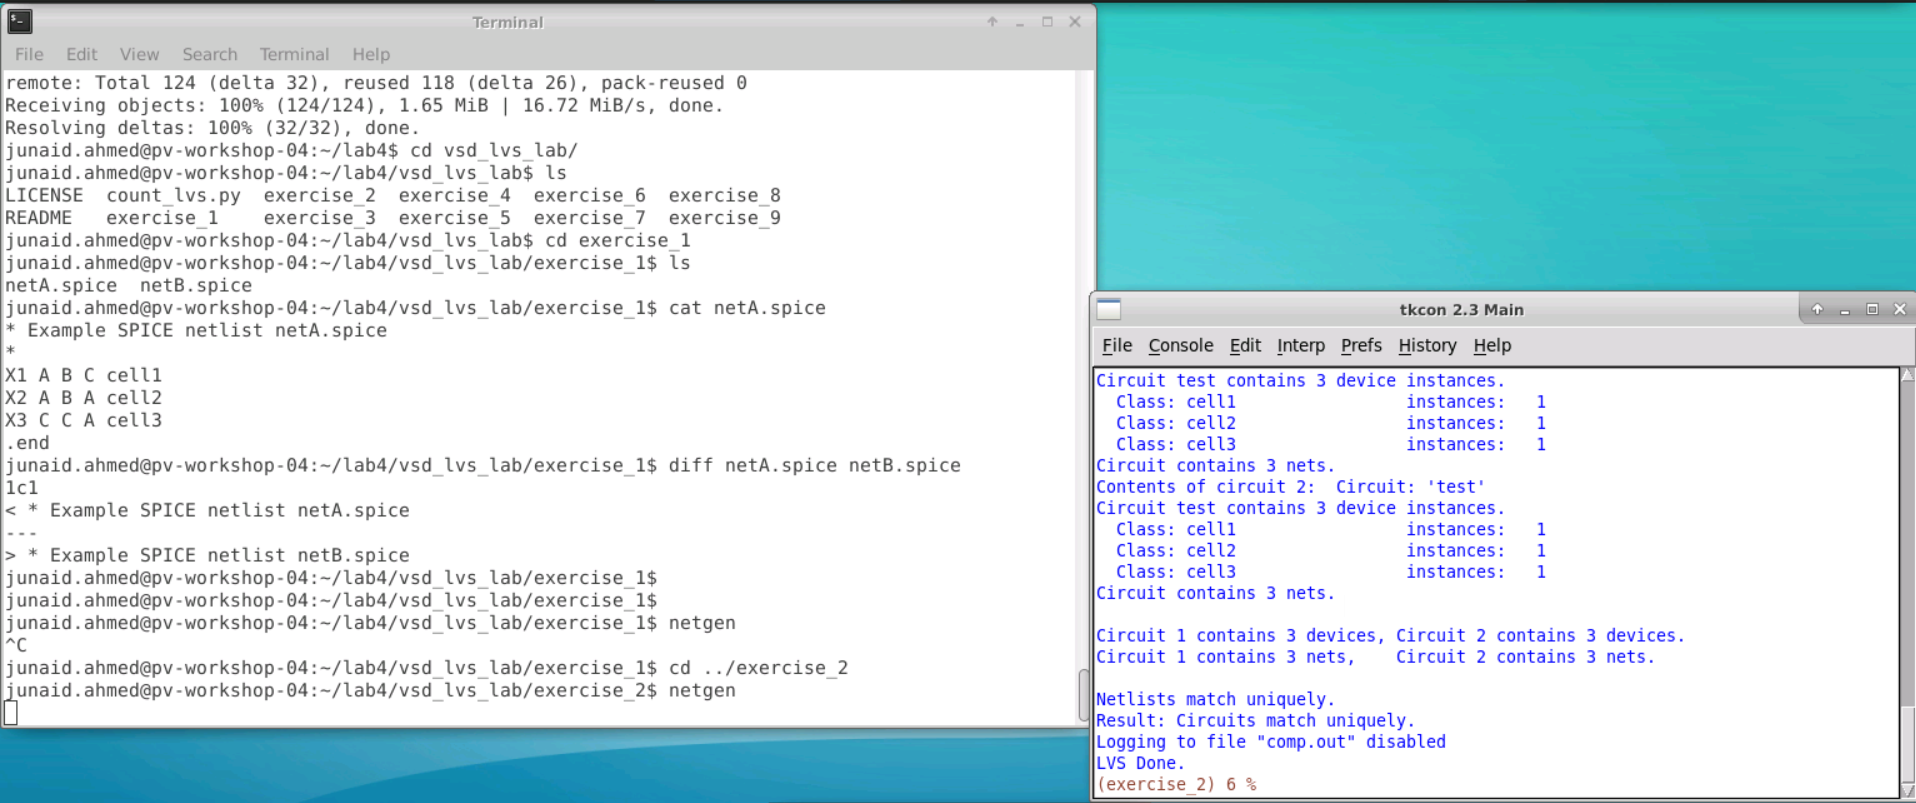 Terminal
File Edit View Search Terminal Help
remote: Total 124 (delta 32), reused 118 (delta 26), pack-reused 0
Receiving objects: 100% (124/124), 1.65 MiB | 16.72 MiB/s, done.
Resolving deltas: 100% (32/32), done.
junaid.ahmed@pv-workshop-04:~/lab4$ cd vsd_lvs_lab/
junaid.ahmed@pv-workshop-04:~/lab4/vsd_lvs_lab$ ls
LICENSE  count_lvs.py  exercise_2  exercise_4  exercise_6  exercise_8
README   exercise_1    exercise_3  exercise_5  exercise_7  exercise_9
junaid.ahmed@pv-workshop-04:~/lab4/vsd_lvs_lab$ cd exercise_1
junaid.ahmed@pv-workshop-04:~/lab4/vsd_lvs_lab/exercise_1$ ls
netA.spice  netB.spice
junaid.ahmed@pv-workshop-04:~/lab4/vsd_lvs_lab/exercise_1$ cat netA.spice
* Example SPICE netlist netA.spice
*
X1 A B C cell1
X2 A B A cell2
X3 C C A cell3
.end
junaid.ahmed@pv-workshop-04:~/lab4/vsd_lvs_lab/exercise_1$ diff netA.spice netB.spice
1c1
< * Example SPICE netlist netA.spice
---
> * Example SPICE netlist netB.spice
junaid.ahmed@pv-workshop-04:~/lab4/vsd_lvs_lab/exercise_1$
junaid.ahmed@pv-workshop-04:~/lab4/vsd_lvs_lab/exercise_1$
junaid.ahmed@pv-workshop-04:~/lab4/vsd_lvs_lab/exercise_1$ netgen
^C
junaid.ahmed@pv-workshop-04:~/lab4/vsd_lvs_lab/exercise_1$ cd ../exercise_2
junaid.ahmed@pv-workshop-04:~/lab4/vsd_lvs_lab/exercise_2$ netgen
tkcon 2.3 Main
File Console Edit Interp Prefs History Help
Circuit test contains 3 device instances.
  Class: cell1                 instances:   1
  Class: cell2                 instances:   1
  Class: cell3                 instances:   1
Circuit contains 3 nets.
Contents of circuit 2:  Circuit: 'test'
Circuit test contains 3 device instances.
  Class: cell1                 instances:   1
  Class: cell2                 instances:   1
  Class: cell3                 instances:   1
Circuit contains 3 nets.
Circuit 1 contains 3 devices, Circuit 2 contains 3 devices.
Circuit 1 contains 3 nets,    Circuit 2 contains 3 nets.
Netlists match uniquely.
Result: Circuits match uniquely.
Logging to file "comp.out" disabled
LVS Done.
(exercise_2) 6 %